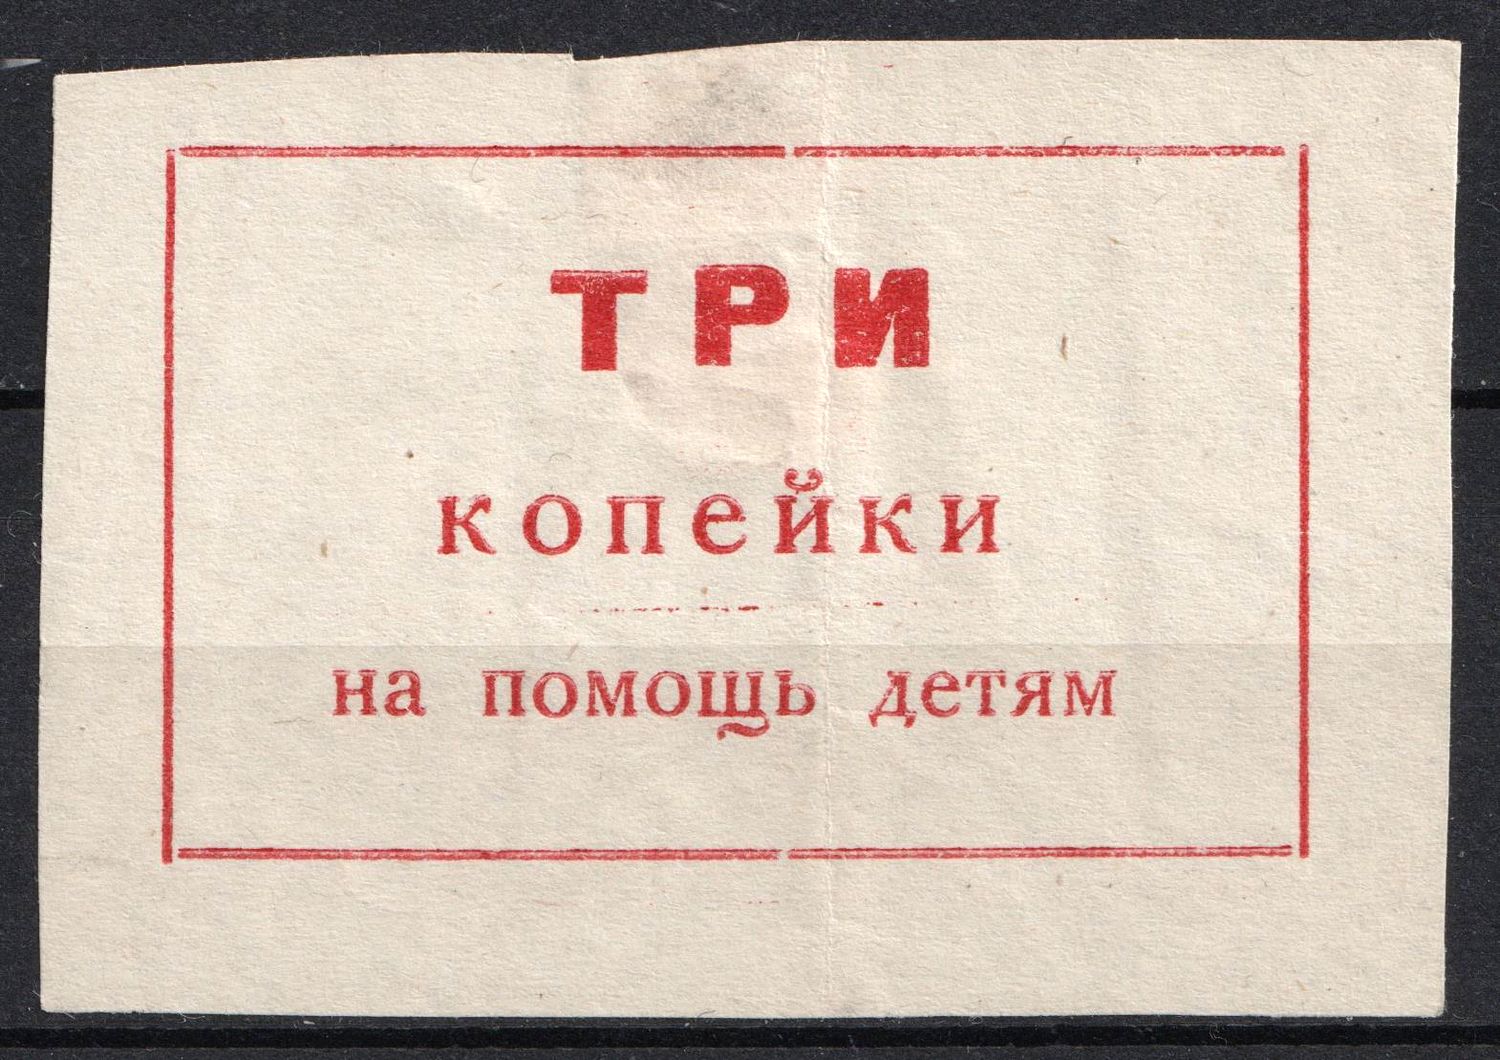 ТРИ
копейки
на помощь детям